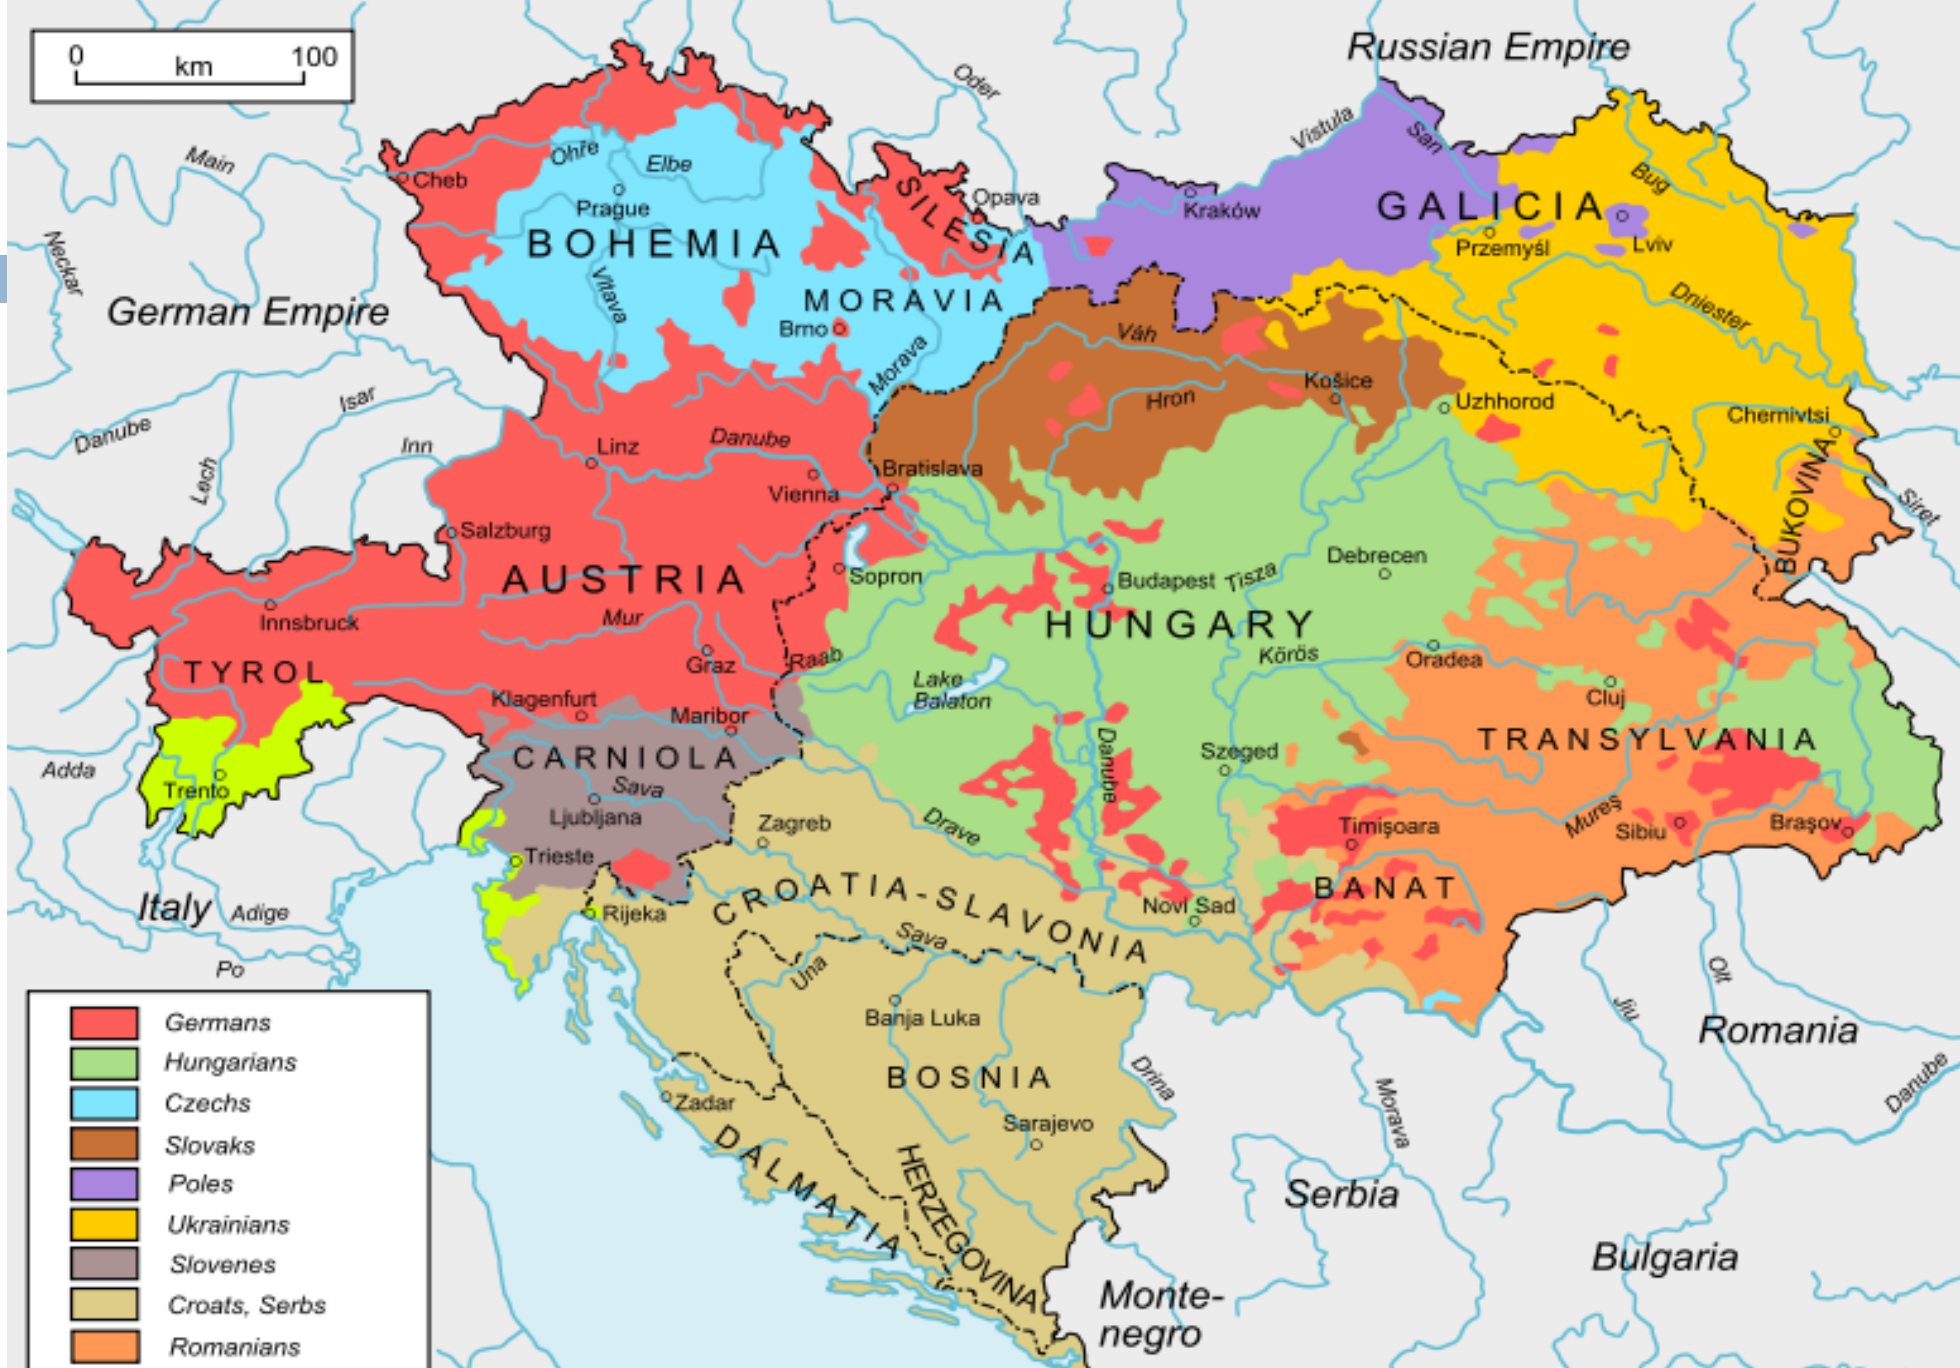 0 100
km
Russian Empire
Oder
Vistula
San
Main
Ohře
Elbe
Cheb
Prague
BOHEMIA
Vltava
SILESIA
Opava
Kraków
GALICIA
Bug
Przemyśl
Lviv
Neckar
German Empire
MORAVIA
Brno
Morava
Váh
Dniester
Isar
Hron
Košice
Uzhhorod
Chernivtsi
Danube
Lech
Inn
Linz
Danube
Vienna
Bratislava
BUKOVINA
Siret
Salzburg
AUSTRIA
Sopron
Budapest
Tisza
Debrecen
Innsbruck
Mur
HUNGARY
TYROL
Graz
Raab
Körös
Oradea
Lake
Balaton
Cluj
Klagenfurt
Maribor
CARNIOLA
Danube
Szeged
TRANSYLVANIA
Adda
Trento
Sava
Ljubljana
Zagreb
Drave
Timişoara
Mureş
Sibiu
Braşov
Trieste
Italy
Adige
Rijeka
CROATIA-SLAVONIA
Novi Sad
BANAT
Po
Sava
Una
Banja Luka
Olt
Jiu
Romania
BOSNIA
Drina
Morava
Danube
Zadar
Sarajevo
DALMATIA
HERZEGOVINA
Serbia
Bulgaria
Monte-
negro
Germans
Hungarians
Czechs
Slovaks
Poles
Ukrainians
Slovenes
Croats, Serbs
Romanians